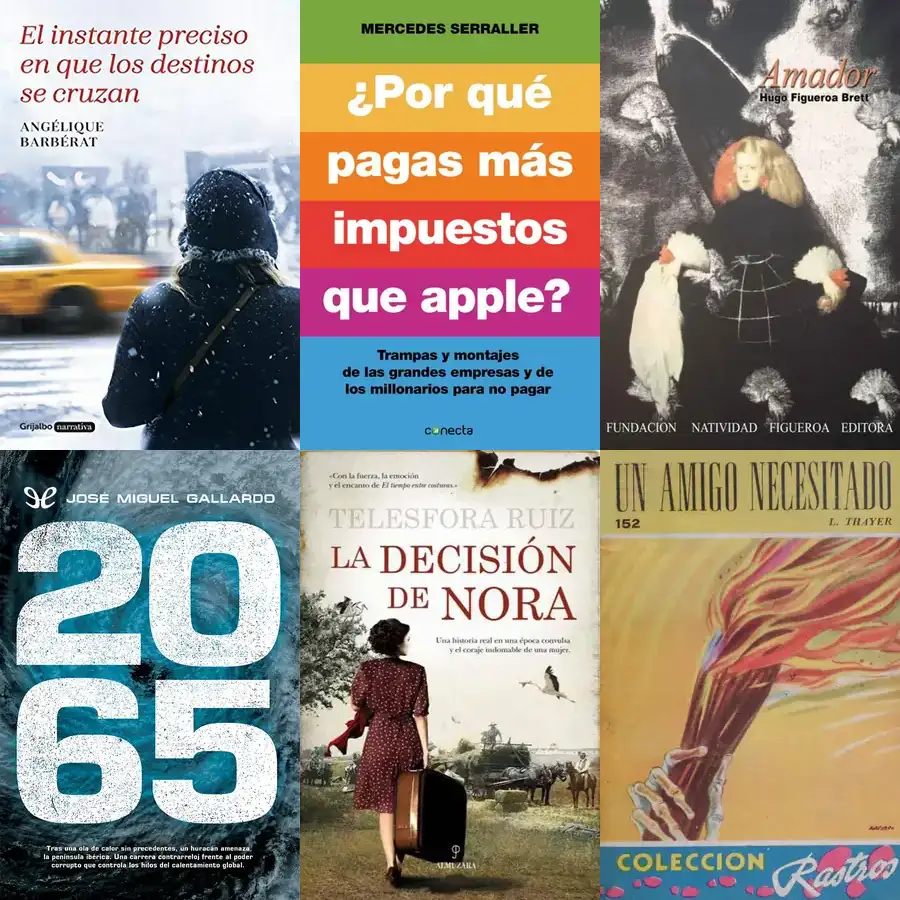 El instante preciso
en que los destinos
se cruzan
ANGÉLIQUE
BARBÉRAT
Grijalbo narrativa
MERCEDES SERRALLER
¿Por qué
pagas más
impuestos
que apple?
Trampas y montajes
de las grandes empresas y de
los millonarios para no pagar
conecta
Amador
Hugo Figueroa Brett
FUNDACION NATIVIDAD FIGUEROA EDITORA
JOSÉ MIGUEL GALLARDO
20
65
Tras una ola de calor sin precedentes, un huracán amenaza
la península ibérica. Una carrera contrarreloj frente al poder
corrupto que controla los hilos del calentamiento global.
«Con la fuerza, la emoción
y el encanto de El tiempo entre costuras.»
TELESFORA RUIZ
LA DECISIÓN
DE NORA
Una historia real en una época convulsa
y el coraje indomable de una mujer.
ALMUZARA
UN AMIGO NECESITADO
152
L. THAYER
COLECCION Rastros